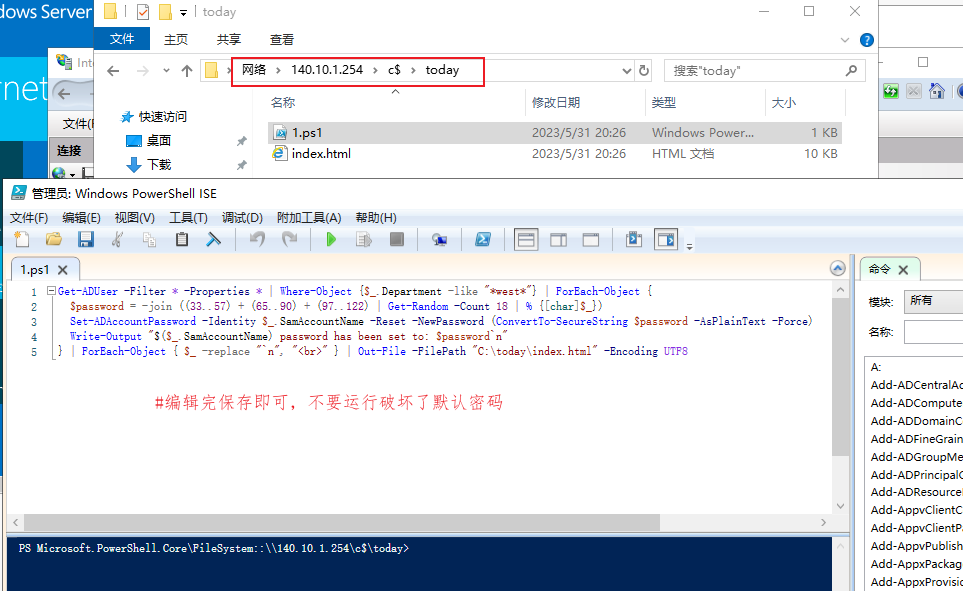 dows Server
today
文件
主页
共享
查看
网络 140.10.1.254 c$ today
搜索"today"
Int
net
名称
修改日期
类型
大小
快速访问
桌面
下载
1.ps1
2023/5/31 20:26
Windows Power...
1 KB
index.html
2023/5/31 20:26
HTML 文档
10 KB
文件(F
连接
管理员: Windows PowerShell ISE
文件(F) 编辑(E) 视图(V) 工具(T) 调试(D) 附加工具(A) 帮助(H)
1.ps1
1 Get-ADUser -Filter * -Properties * | Where-Object {$_.Department -like "*west*"} | ForEach-Object {
2 $password = -join ((33..57) + (65..90) + (97..122) | Get-Random -Count 18 | % {[char]$_})
3 Set-ADAccountPassword -Identity $_.SamAccountName -Reset -NewPassword (ConvertTo-SecureString $password -AsPlainText -Force)
4 Write-Output "$($_.SamAccountName) password has been set to: $password`n"
5 } | ForEach-Object { $_ -replace "`n", "<br>" } | Out-File -FilePath "C:\today\index.html" -Encoding UTF8
#编辑完保存即可，不要运行破坏了默认密码
PS Microsoft.PowerShell.Core\FileSystem::\\140.10.1.254\c$\today>
命令
模块: 所有
名称:
A:
Add-ADCentralAc
Add-ADCompute
Add-ADDomainC
Add-ADFineGrain
Add-ADGroupMe
Add-ADPrincipalG
Add-ADResource
Add-AppvClientC
Add-AppvClientPa
Add-AppvPublish
Add-AppxPackag
Add-AppxProvisio